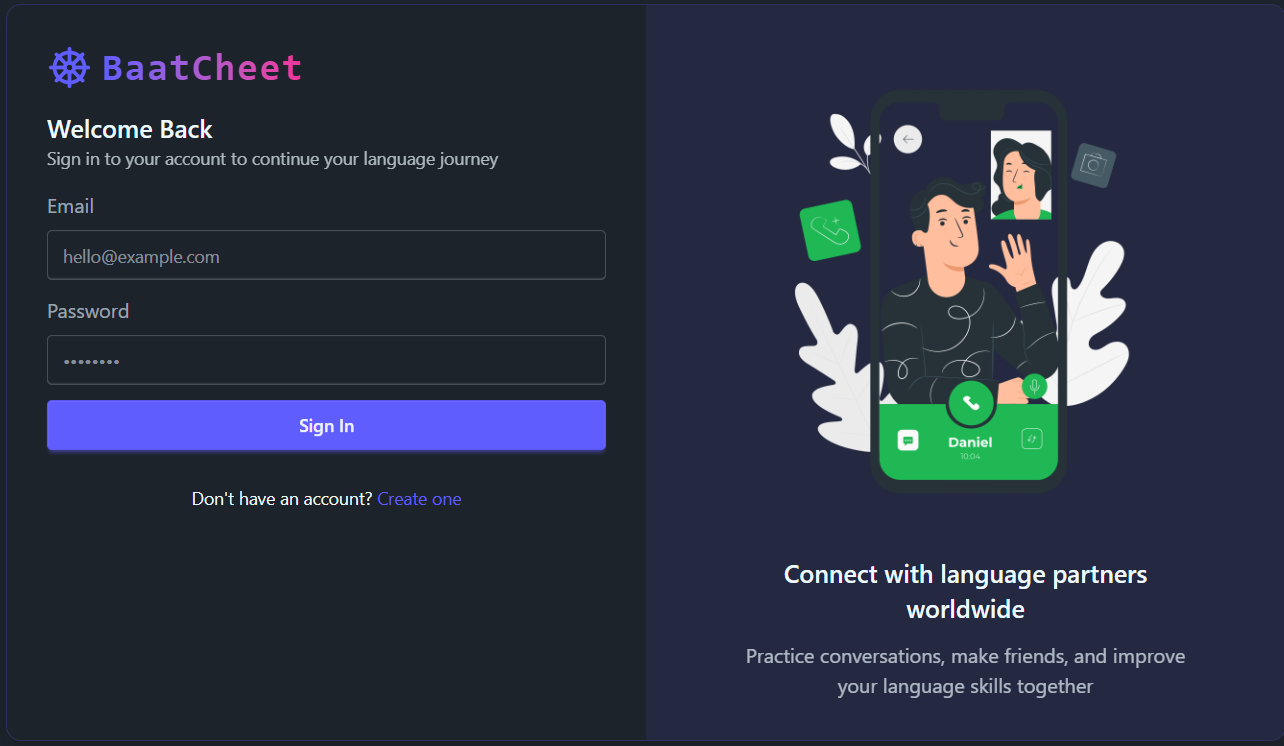 BaatCheet
Welcome Back
Sign in to your account to continue your language journey
Email
hello@example.com
Password
••••••••
Sign In
Don't have an account? Create one
Daniel
10:04
Connect with language partners
worldwide
Practice conversations, make friends, and improve
your language skills together